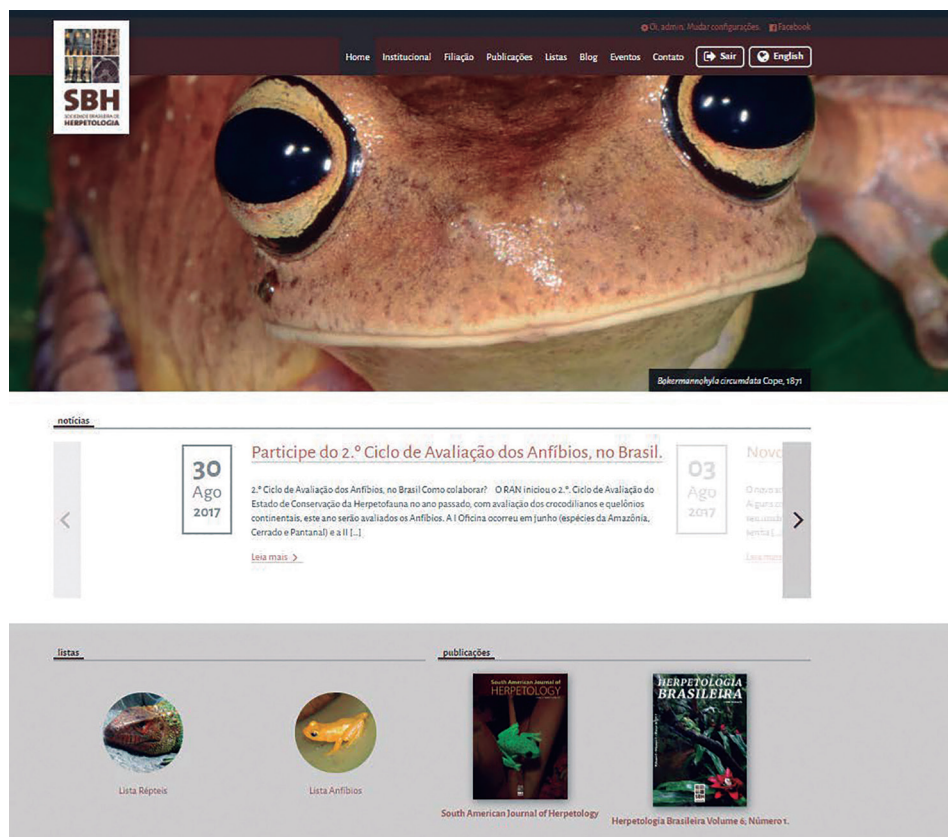 Oi, admin. Mudar configurações. Facebook
SBH
SOCIEDADE BRASILEIRA DE
HERPETOLOGIA
Home Institucional Filiação Publicações Listas Blog Eventos Contato Sair English
Bokermannohyla circumdata Cope, 1871
notícias
30
Ago
2017
Participe do 2.º Ciclo de Avaliação dos Anfíbios, no Brasil.
2.º Ciclo de Avaliação dos Anfíbios, no Brasil Como colaborar? O RAN iniciou o 2.º. Ciclo de Avaliação do
Estado de Conservação da Herpetofauna no ano passado, com avaliação dos crocodilianos e quelônios
continentais, este ano serão avaliados os Anfíbios. A I Oficina ocorreu em junho (espécies da Amazônia,
Cerrado e Pantanal) e a II [...]
Leia mais
03
Ago
2017
Novo
O novo
Leia mais
listas
Lista Répteis
Lista Anfíbios
publicações
South American Journal of
HERPETOLOGY
South American Journal of Herpetology
HERPETOLOGIA
BRASILEIRA
SBH
Herpetologia Brasileira Volume 6, Número 1.